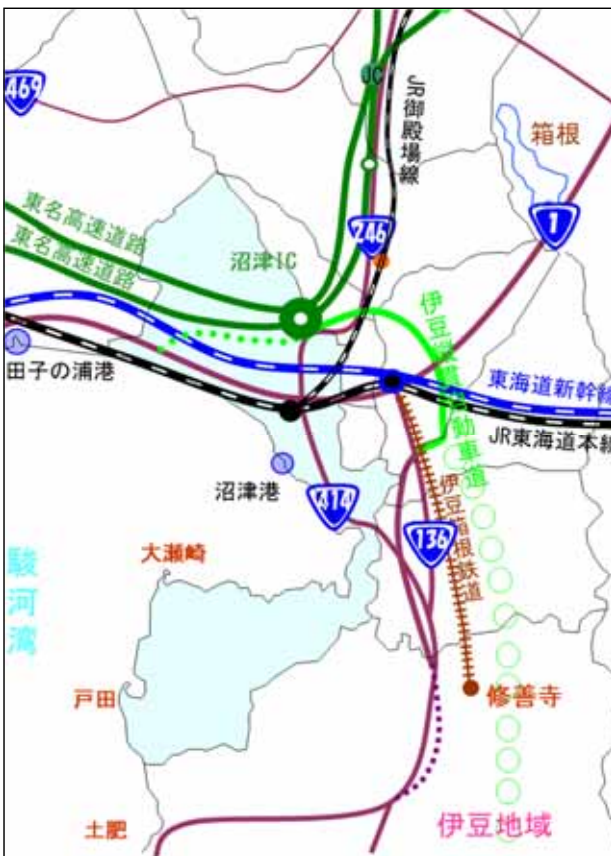 469
JC
JR御殿場線
箱根
1
東名高速道路
東名高速道路
沼津IC
246
伊豆縦貫自動車道
田子の浦港
東海道新幹線
JR東海道本線
沼津港
414
136
伊豆箱根鉄道
大瀬崎
駿河湾
戸田
修善寺
土肥
伊豆地域